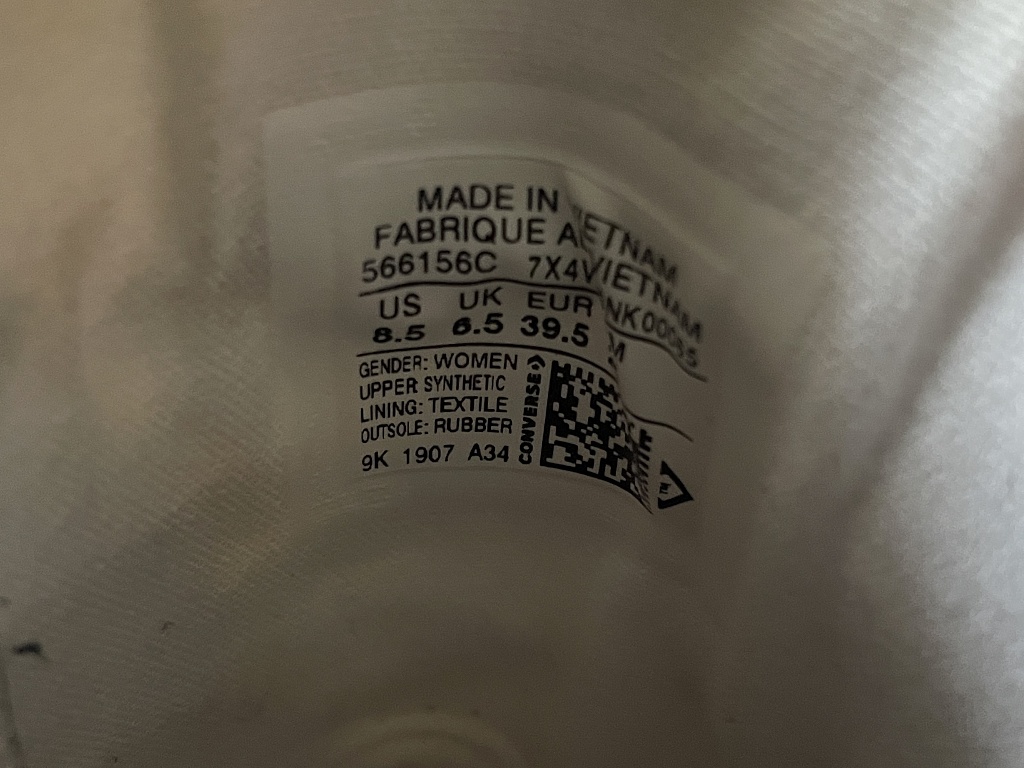 MADE IN VIETNAM
FABRIQUE A VIETNAM
566156C 7X4
US UK EUR
8.5 6.5 39.5 M
GENDER: WOMEN
UPPER SYNTHETIC
LINING: TEXTILE
OUTSOLE: RUBBER
9K 1907 A34
CONVERSE